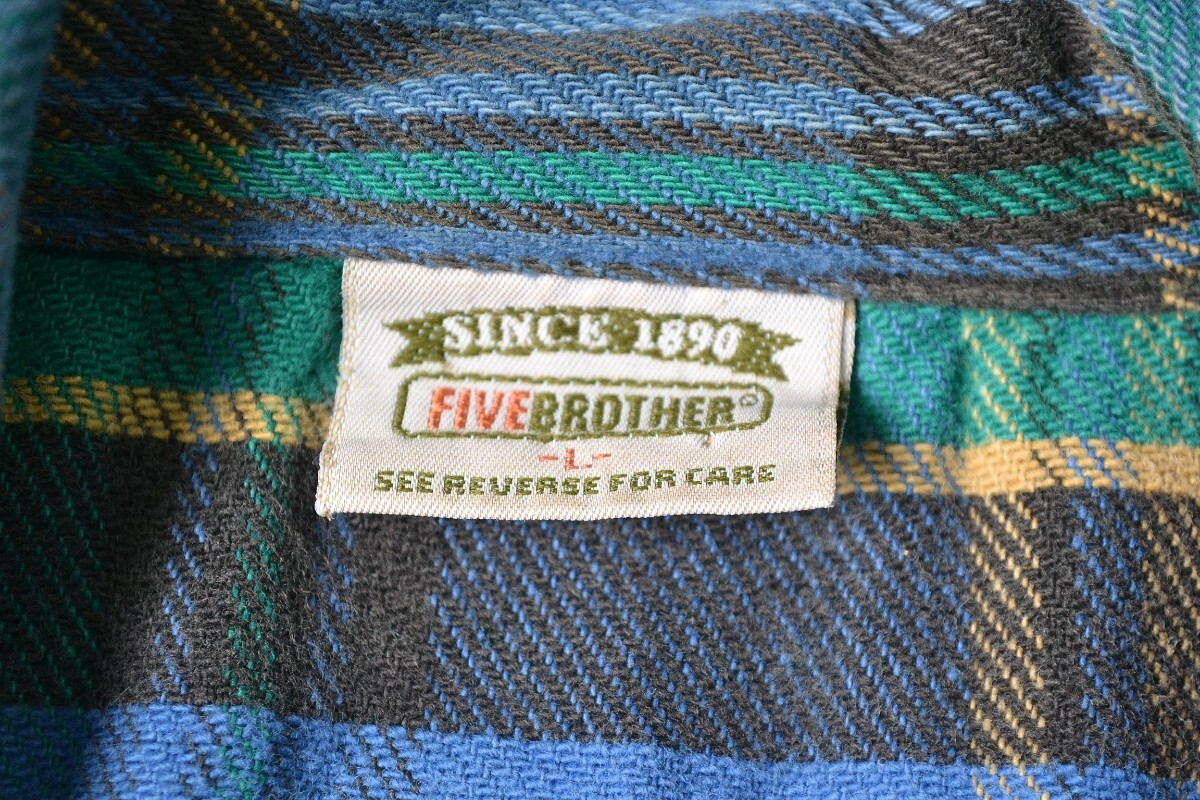 SINCE 1890
FIVEBROTHER®
-L-
SEE REVERSE FOR CARE